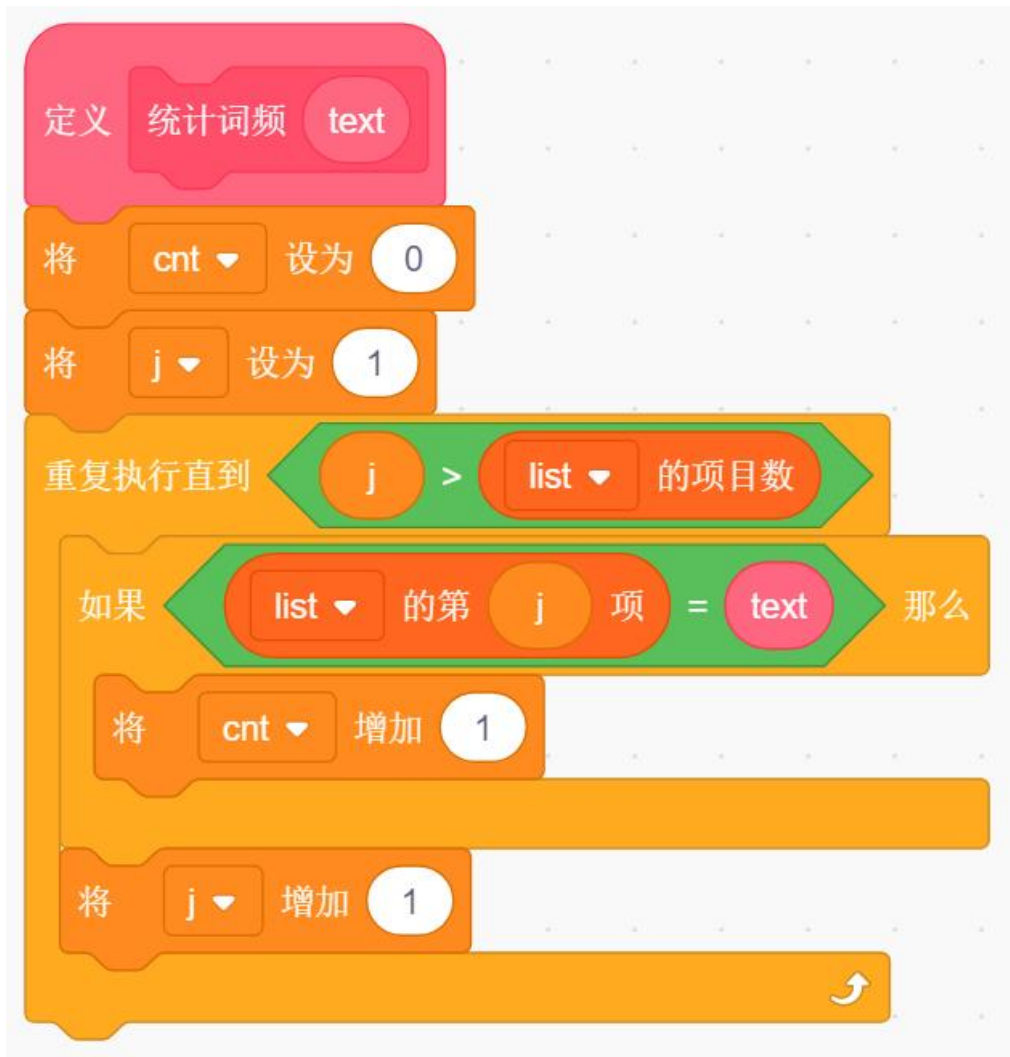 定义 统计词频 text
将 cnt 设为 0
将 j 设为 1
重复执行直到 j > list 的项目数
如果 list 的第 j 项 = text 那么
将 cnt 增加 1
将 j 增加 1